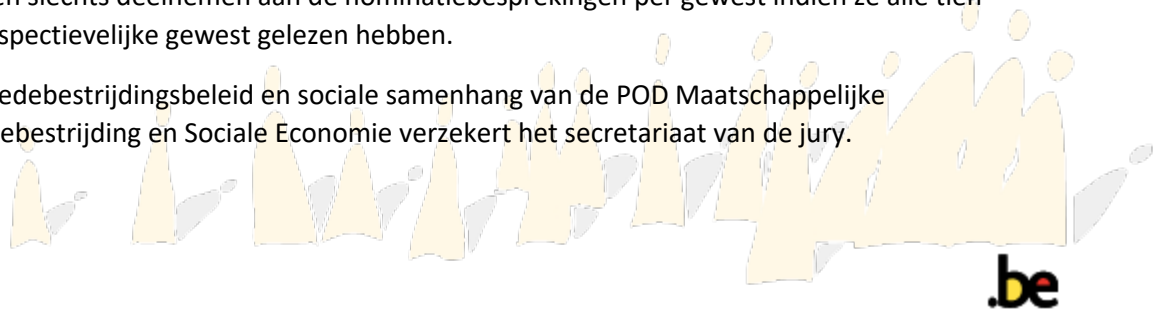 en slechts deelnemen aan de nominatiebesprekingen per gewest indien ze alle tien
spectievelijke gewest gelezen hebben.
edebestrijdingsbeleid en sociale samenhang van de POD Maatschappelijke
ebestrijding en Sociale Economie verzekert het secretariaat van de jury.
.be